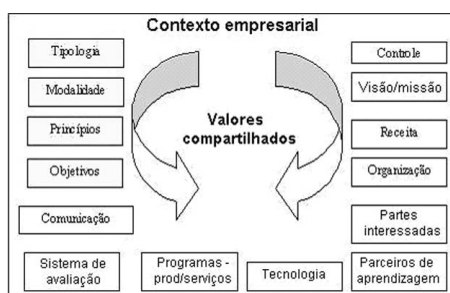 Contexto empresarial
Tipologia
Modalidade
Princípios
Objetivos
Comunicação
Sistema de
avaliação
Programas -
prod/serviços
Tecnologia
Valores
compartilhados
Controle
Visão/missão
Receita
Organização
Partes
interessadas
Parceiros de
aprendizagem